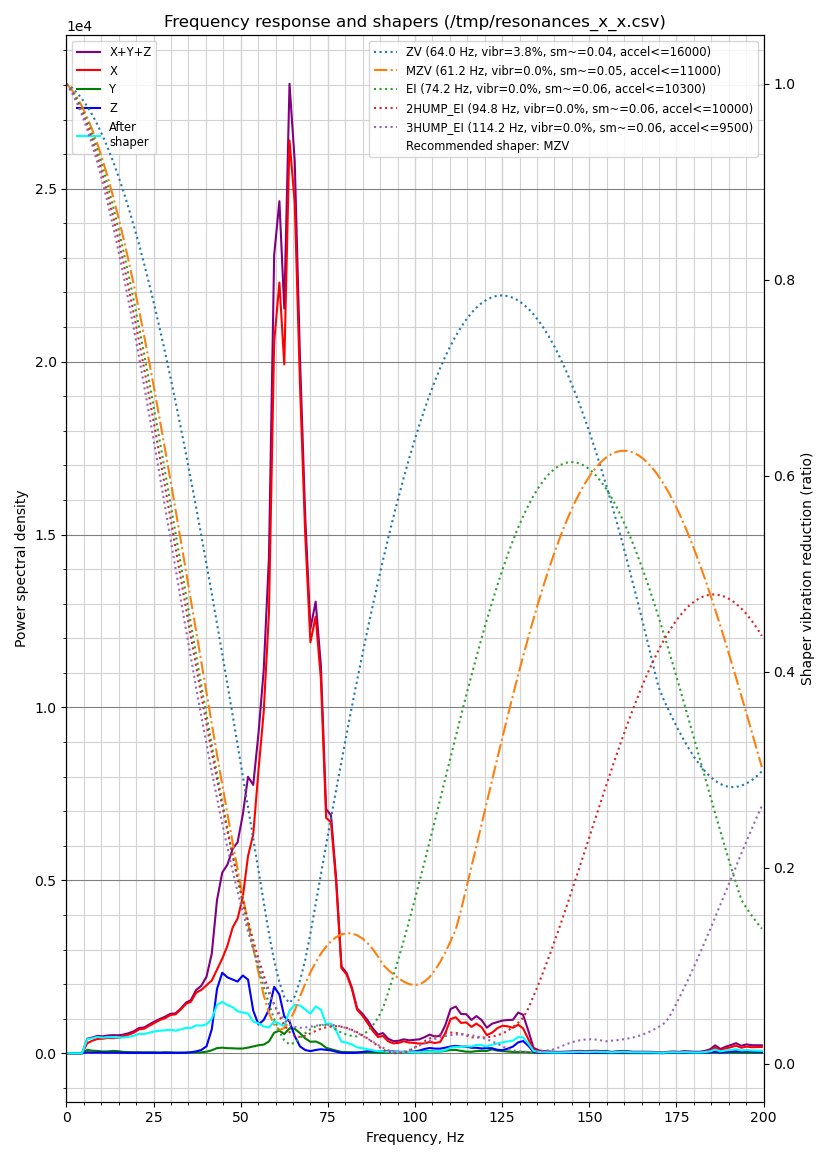 Frequency response and shapers (/tmp/resonances_x_x.csv)
1e4
X+Y+Z
X
Y
Z
After
shaper
ZV (64.0 Hz, vibr=3.8%, sm~=0.04, accel<=16000)
MZV (61.2 Hz, vibr=0.0%, sm~=0.05, accel<=11000)
EI (74.2 Hz, vibr=0.0%, sm~=0.06, accel<=10300)
2HUMP_EI (94.8 Hz, vibr=0.0%, sm~=0.06, accel<=10000)
3HUMP_EI (114.2 Hz, vibr=0.0%, sm~=0.06, accel<=9500)
Recommended shaper: MZV
Power spectral density
2.5
2.0
1.5
1.0
0.5
0.0
1.0
0.8
0.6
0.4
0.2
0.0
Shaper vibration reduction (ratio)
0 25 50 75 100 125 150 175 200
Frequency, Hz